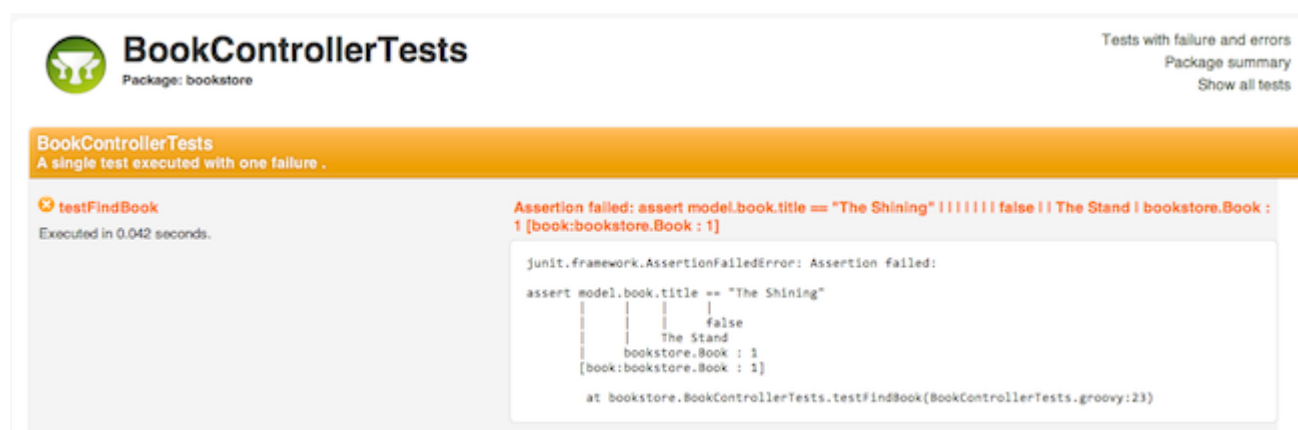 BookControllerTests
Package: bookstore
Tests with failure and errors
Package summary
Show all tests
BookControllerTests
A single test executed with one failure .
testFindBook
Executed in 0.042 seconds.
Assertion failed: assert model.book.title == "The Shining" | | | | | | | false | | The Stand | bookstore.Book :
1 [book:bookstore.Book : 1]
junit.framework.AssertionFailedError: Assertion failed:
assert model.book.title == "The Shining"
       |     |    |     |
       |     |    |     false
       |     |    The Stand
       |     bookstore.Book : 1
       [book:bookstore.Book : 1]
at bookstore.BookControllerTests.testFindBook(BookControllerTests.groovy:23)